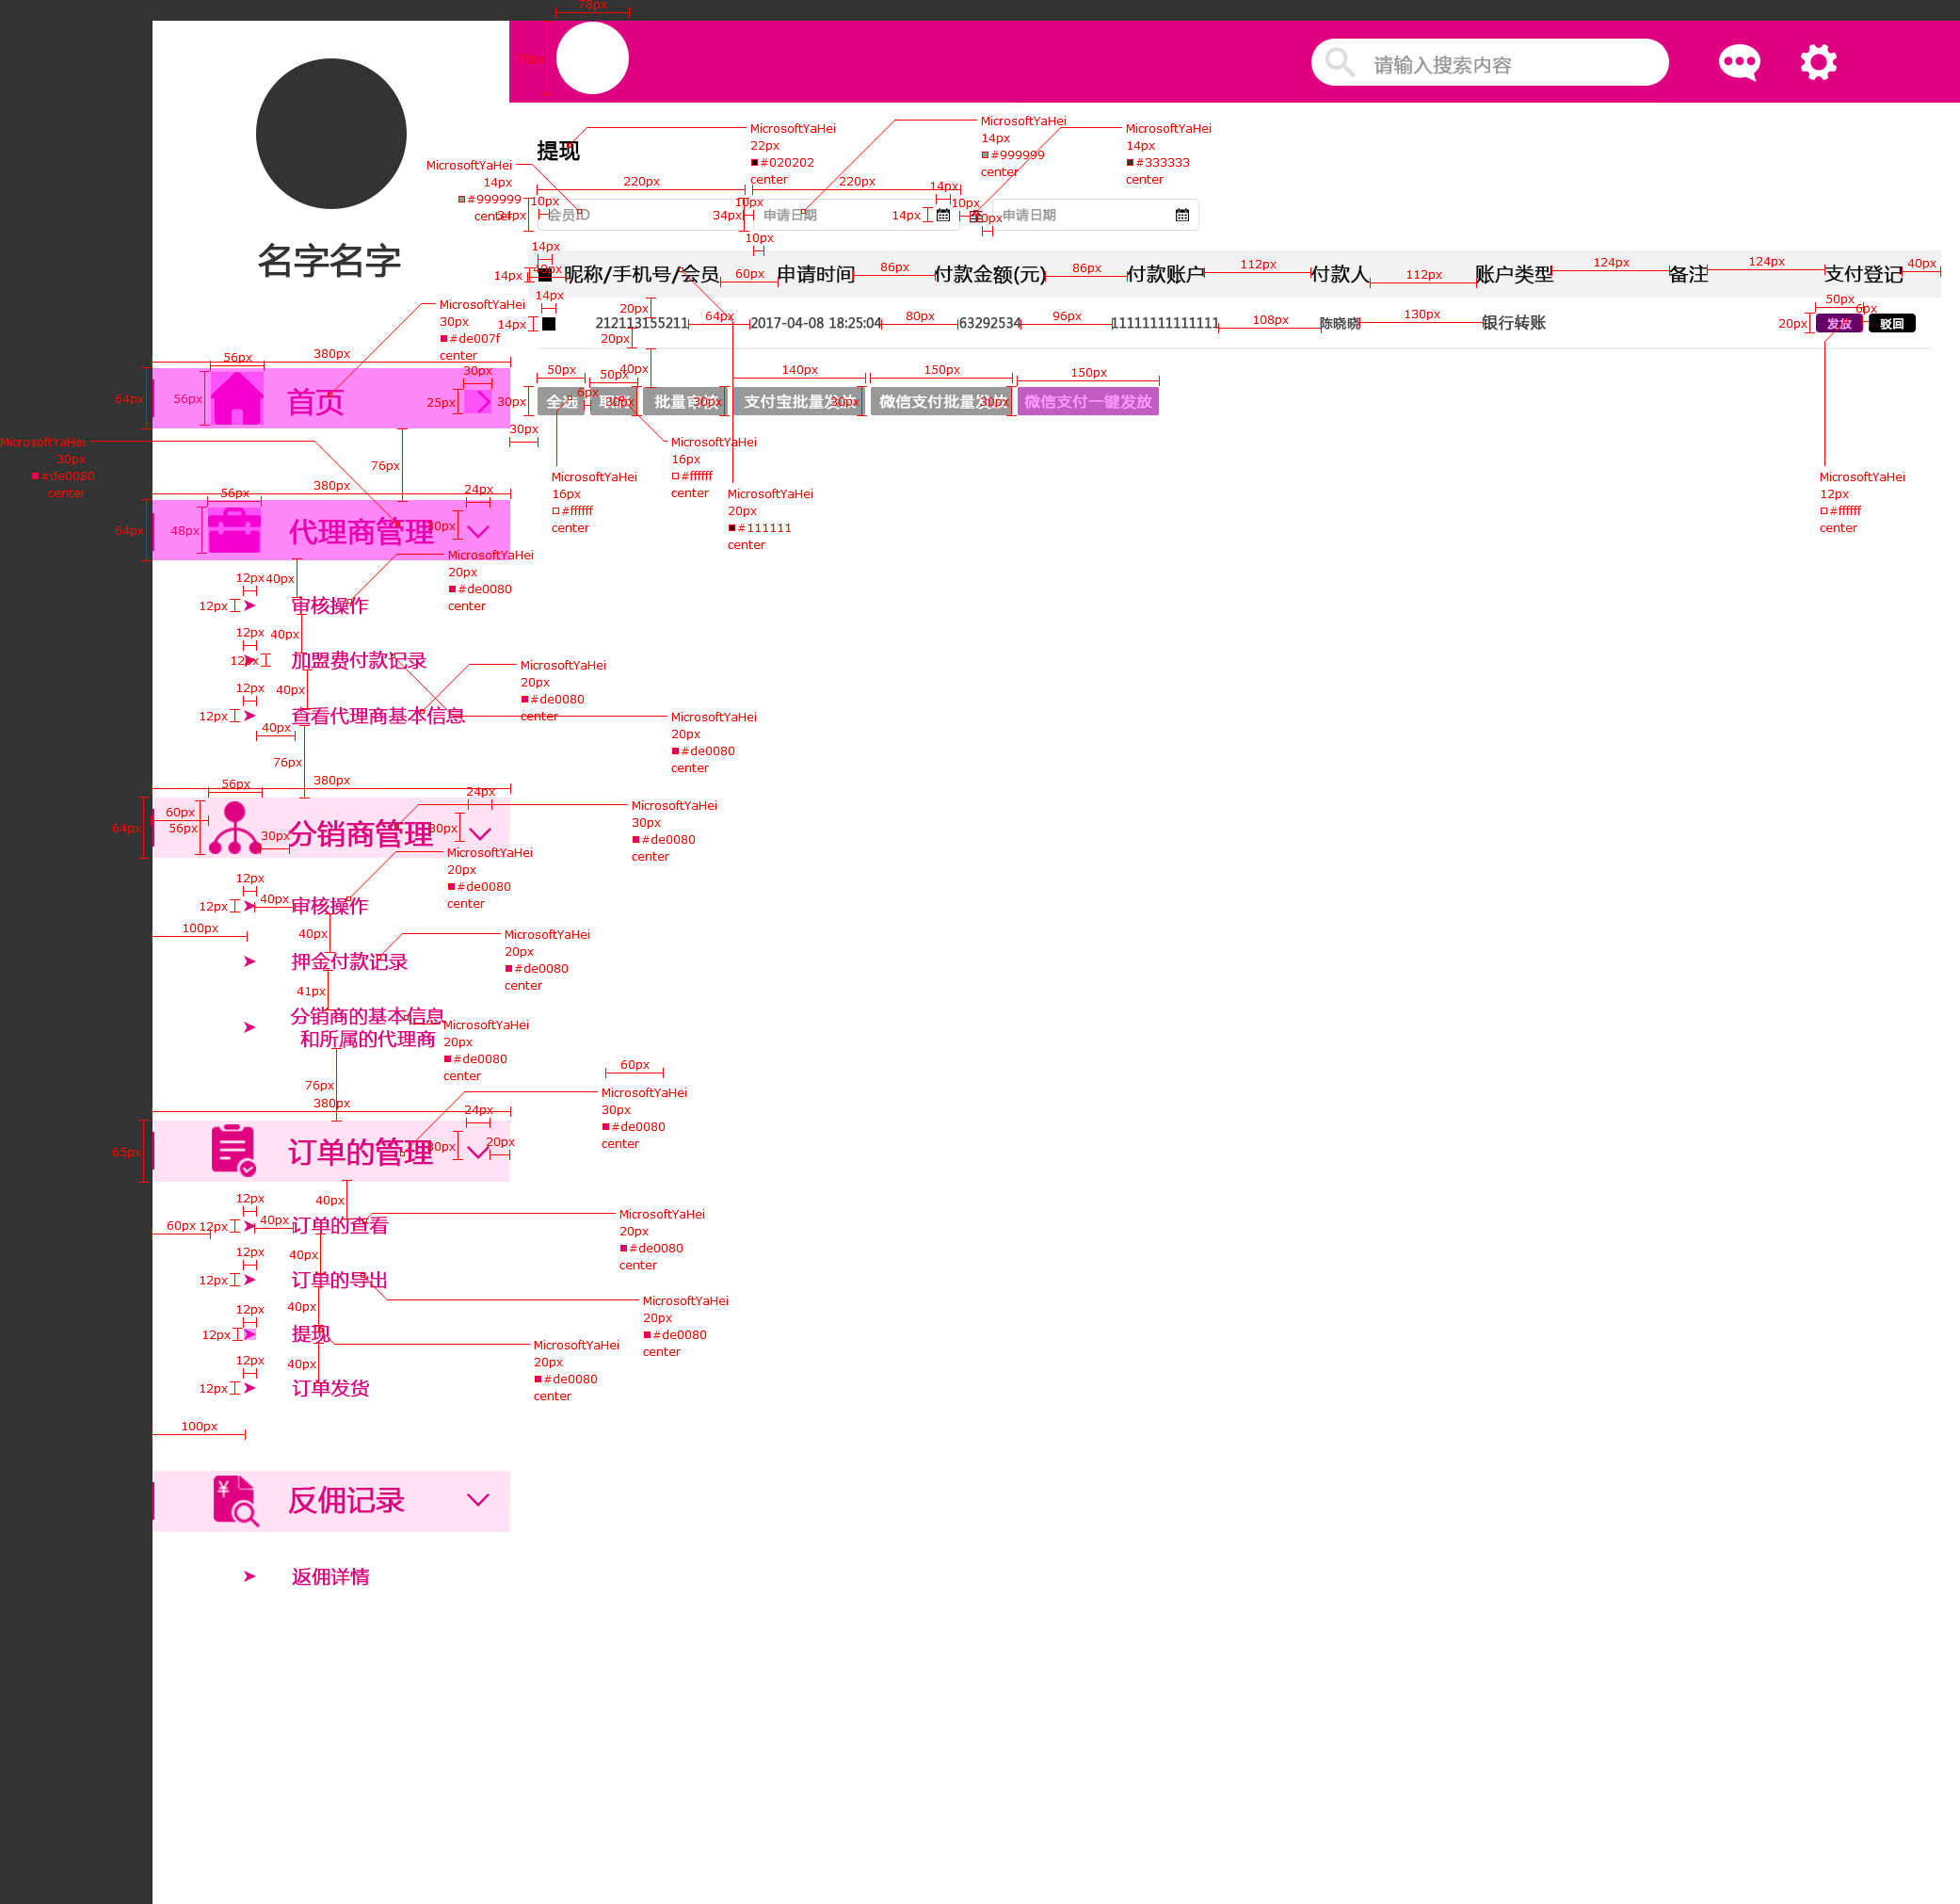 78px
78px
请输入搜索内容
名字名字
提现
MicrosoftYaHei
22px
#020202
center
MicrosoftYaHei
14px
#999999
center
MicrosoftYaHei
14px
#333333
center
MicrosoftYaHei
14px
#999999
center
220px
220px
14px
10px
34px
会员ID
10px
34px
申请日期
14px
10px
至
10px
申请日期
10px
14px
14px
40px
昵称/手机号/会员
60px
申请时间
86px
付款金额(元)
86px
付款账户
112px
付款人
112px
账户类型
124px
备注
124px
支付登记
40px
14px
14px
20px
20px
212113155211
64px
2017-04-08 18:25:04
80px
63292534
96px
11111111111111
108px
陈晓晓
130px
银行转账
50px
6px
20px
发放
驳回
MicrosoftYaHei
30px
#de007f
center
380px
56px
30px
64px
56px
首页
25px
50px
50px
40px
140px
150px
150px
30px
全选
6px
取消
30px
批量审核
30px
支付宝批量发放
30px
微信支付批量发放
30px
微信支付一键发放
30px
MicrosoftYaHei
30px
#de0080
center
76px
MicrosoftYaHei
16px
#ffffff
center
MicrosoftYaHei
16px
#ffffff
center
MicrosoftYaHei
20px
#111111
center
MicrosoftYaHei
12px
#ffffff
center
380px
56px
24px
64px
48px
代理商管理
30px
MicrosoftYaHei
20px
#de0080
center
12px
40px
12px
审核操作
12px
40px
12px
加盟费付款记录
MicrosoftYaHei
20px
#de0080
center
12px
40px
12px
查看代理商基本信息
40px
MicrosoftYaHei
20px
#de0080
center
76px
380px
56px
24px
60px
64px
56px
30px
分销商管理
30px
MicrosoftYaHei
30px
#de0080
center
MicrosoftYaHei
20px
#de0080
center
12px
40px
12px
审核操作
100px
40px
押金付款记录
MicrosoftYaHei
20px
#de0080
center
41px
分销商的基本信息
和所属的代理商
MicrosoftYaHei
20px
#de0080
center
60px
76px
380px
24px
MicrosoftYaHei
30px
#de0080
center
65px
订单的管理
30px
20px
12px
40px
60px
12px
40px
订单的查看
MicrosoftYaHei
20px
#de0080
center
12px
40px
12px
订单的导出
MicrosoftYaHei
20px
#de0080
center
12px
40px
12px
提现
MicrosoftYaHei
20px
#de0080
center
12px
40px
12px
订单发货
100px
反佣记录
返佣详情